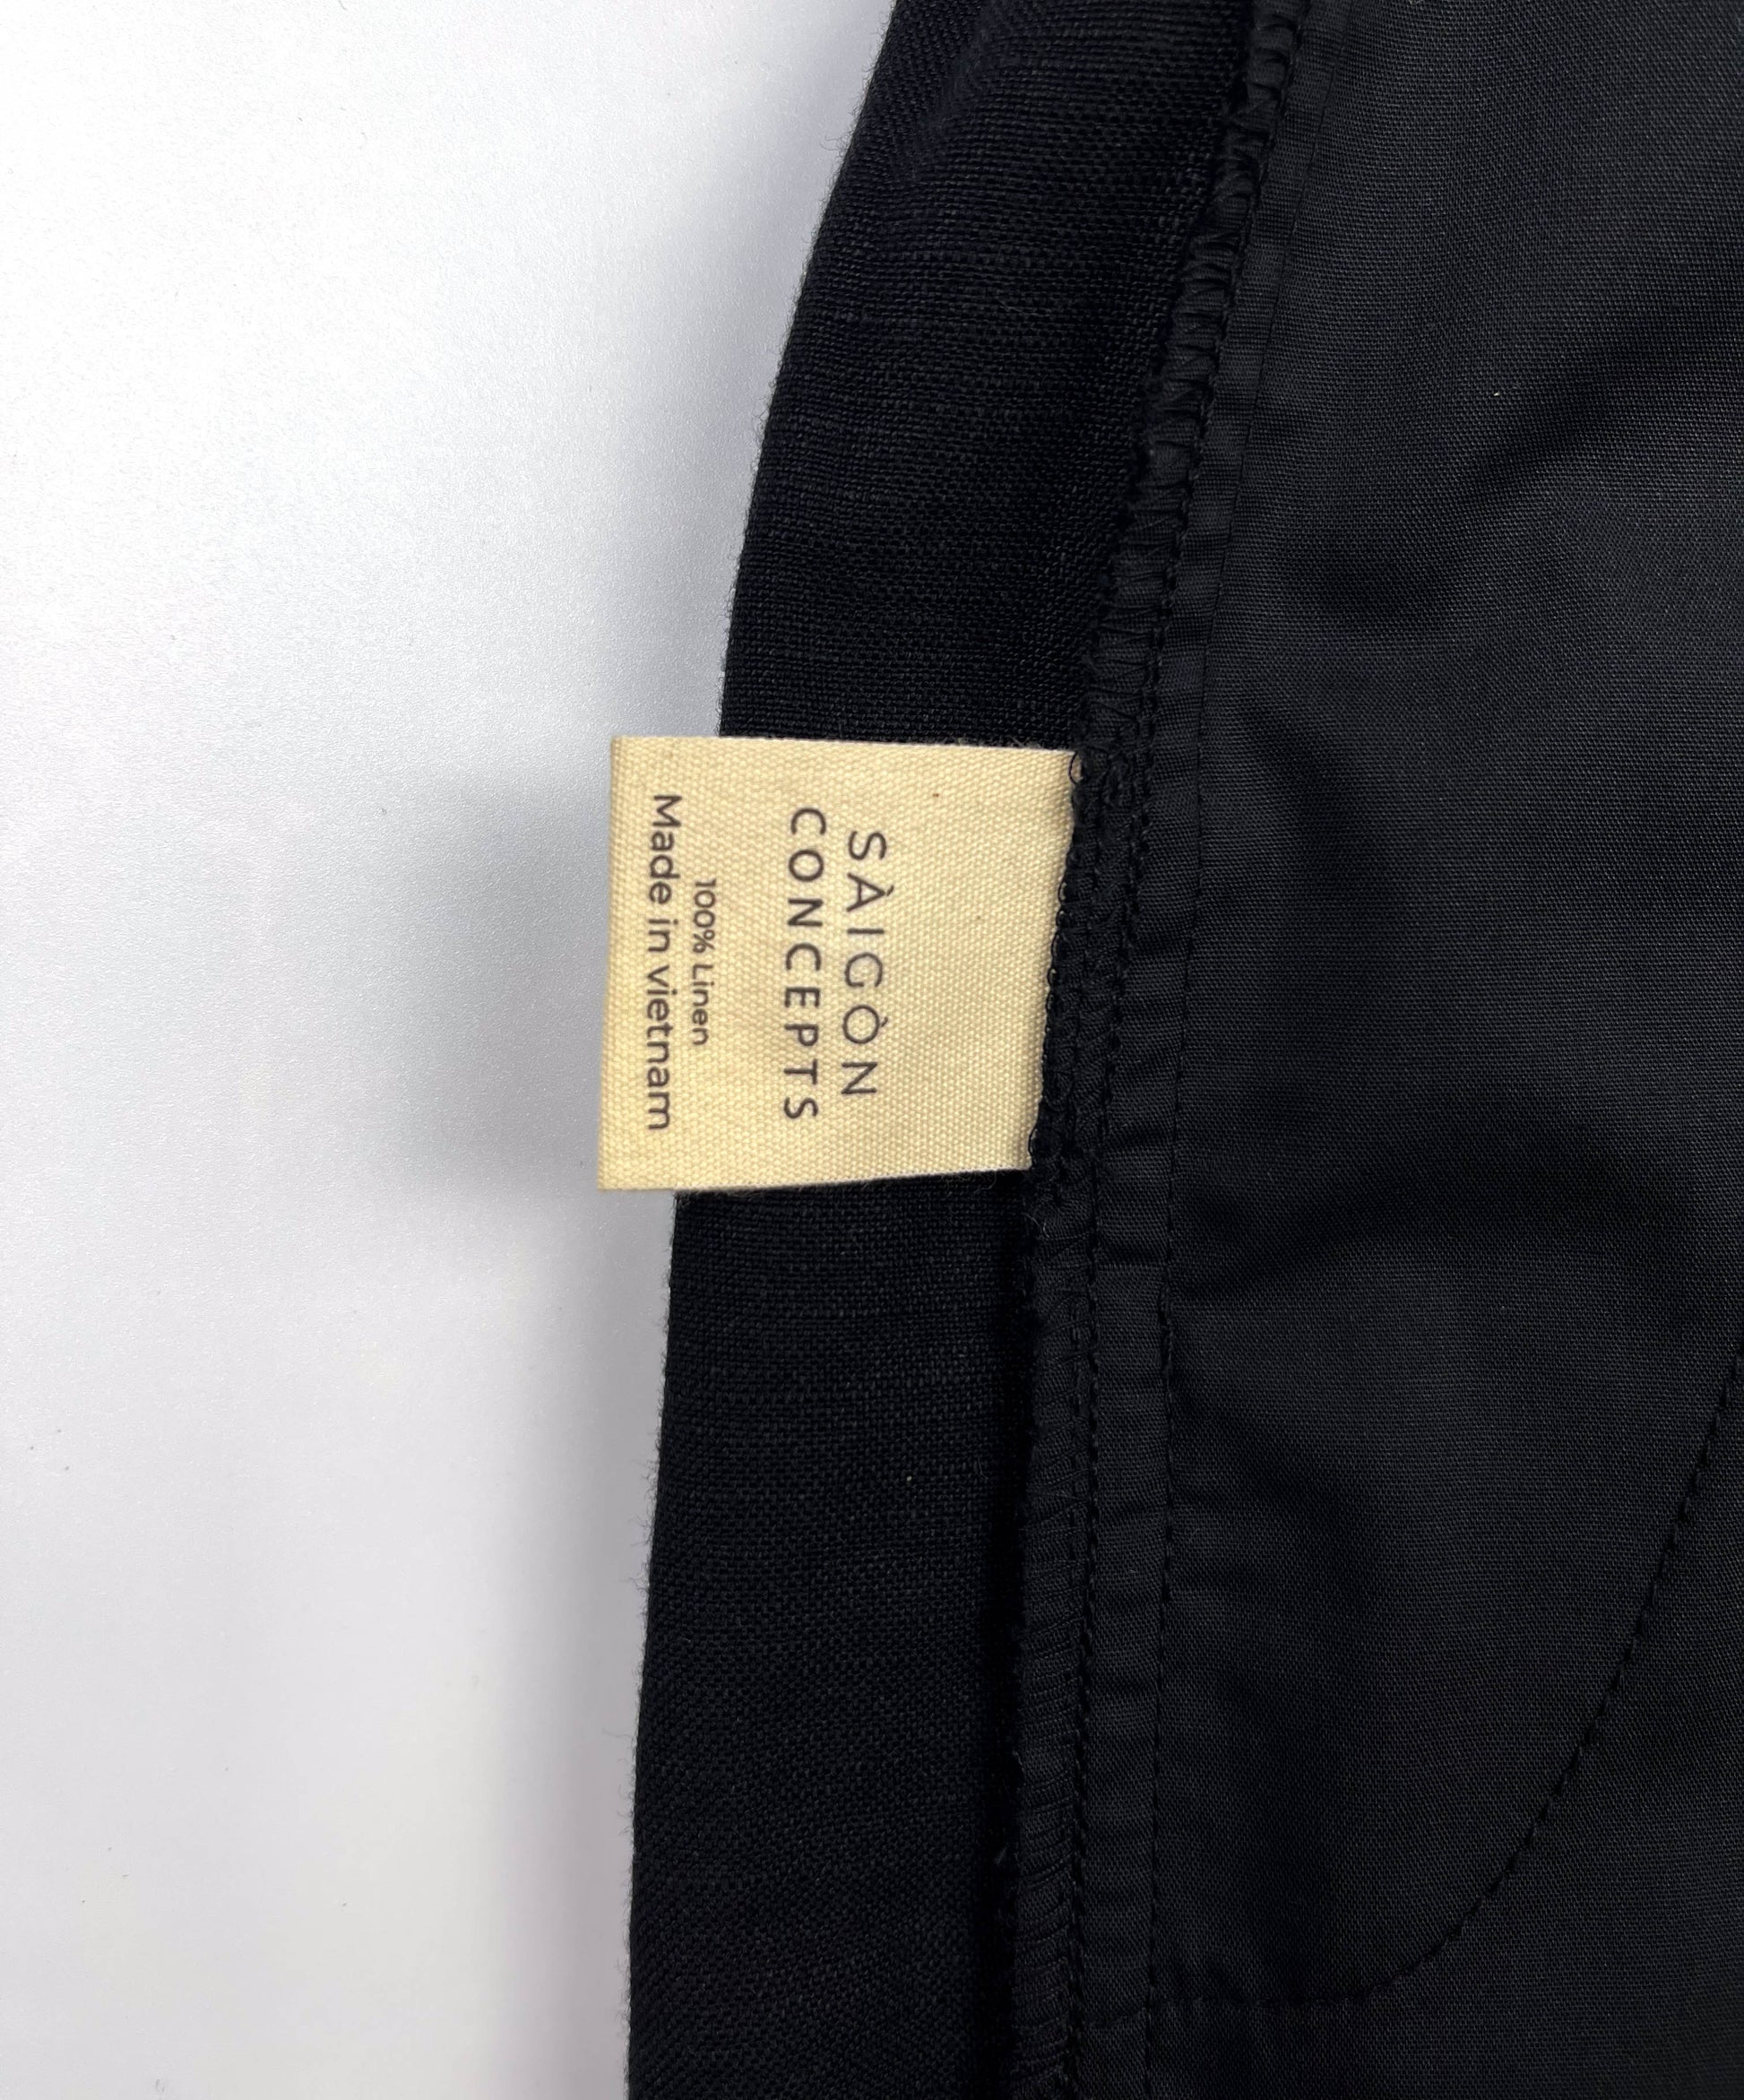 SÀIGÒN
CONCEPTS
100% Linen
Made in vietnam